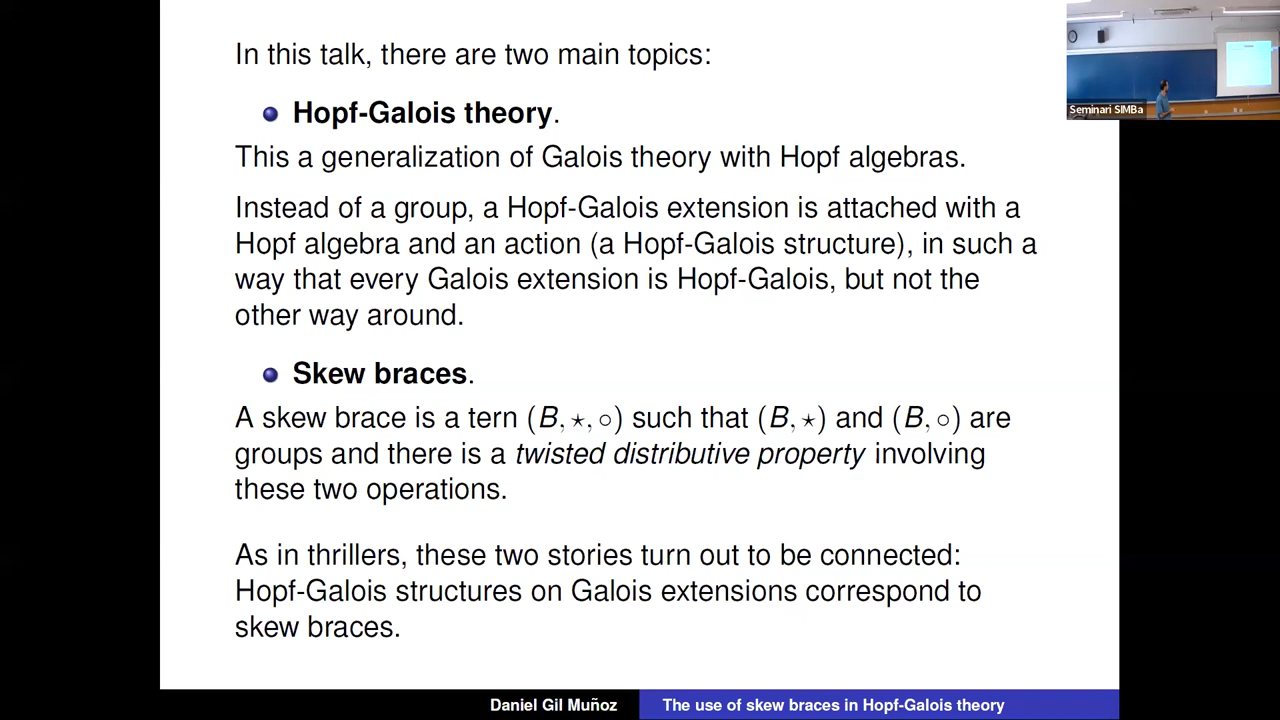 In this talk, there are two main topics:
Hopf-Galois theory.
This a generalization of Galois theory with Hopf algebras.
Instead of a group, a Hopf-Galois extension is attached with a
Hopf algebra and an action (a Hopf-Galois structure), in such a
way that every Galois extension is Hopf-Galois, but not the
other way around.
Skew braces.
A skew brace is a tern (B, ⋆, ∘) such that (B, ⋆) and (B, ∘) are
groups and there is a twisted distributive property involving
these two operations.
As in thrillers, these two stories turn out to be connected:
Hopf-Galois structures on Galois extensions correspond to
skew braces.
Daniel Gil Muñoz
The use of skew braces in Hopf-Galois theory
Seminari SIMBa